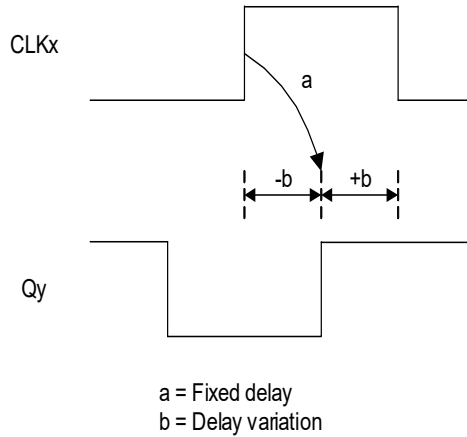 CLKx
a
-b
+b
Qy
a = Fixed delay
b = Delay variation